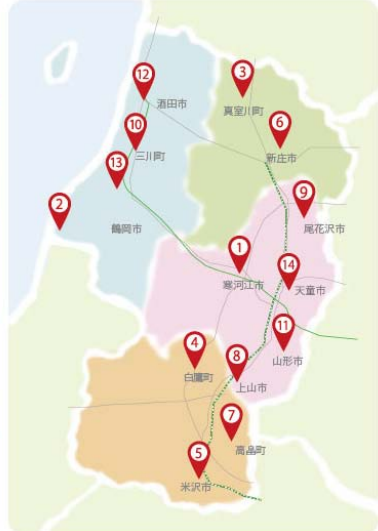 12
3
酒田市
真室川町
10
6
三川町
新庄市
13
9
2
鶴岡市
尾花沢市
1
14
寒河江市
天童市
11
4
8
山形市
白鷹町
上山市
7
5
高畠町
米沢市